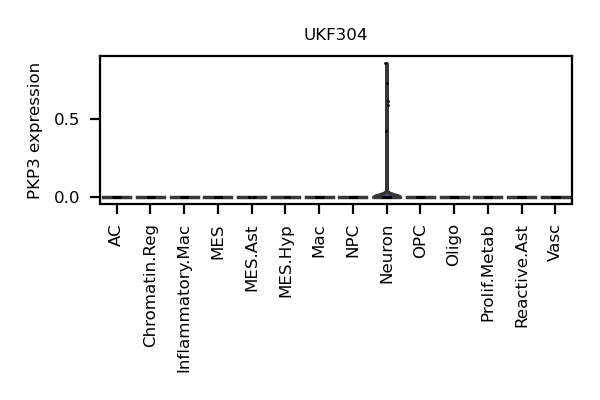 UKF304
PKP3 expression
0.5
0.0
AC
Chromatin.Reg
Inflammatory.Mac
MES
MES.Ast
MES.Hyp
Mac
NPC
Neuron
OPC
Oligo
Prolif.Metab
Reactive.Ast
Vasc